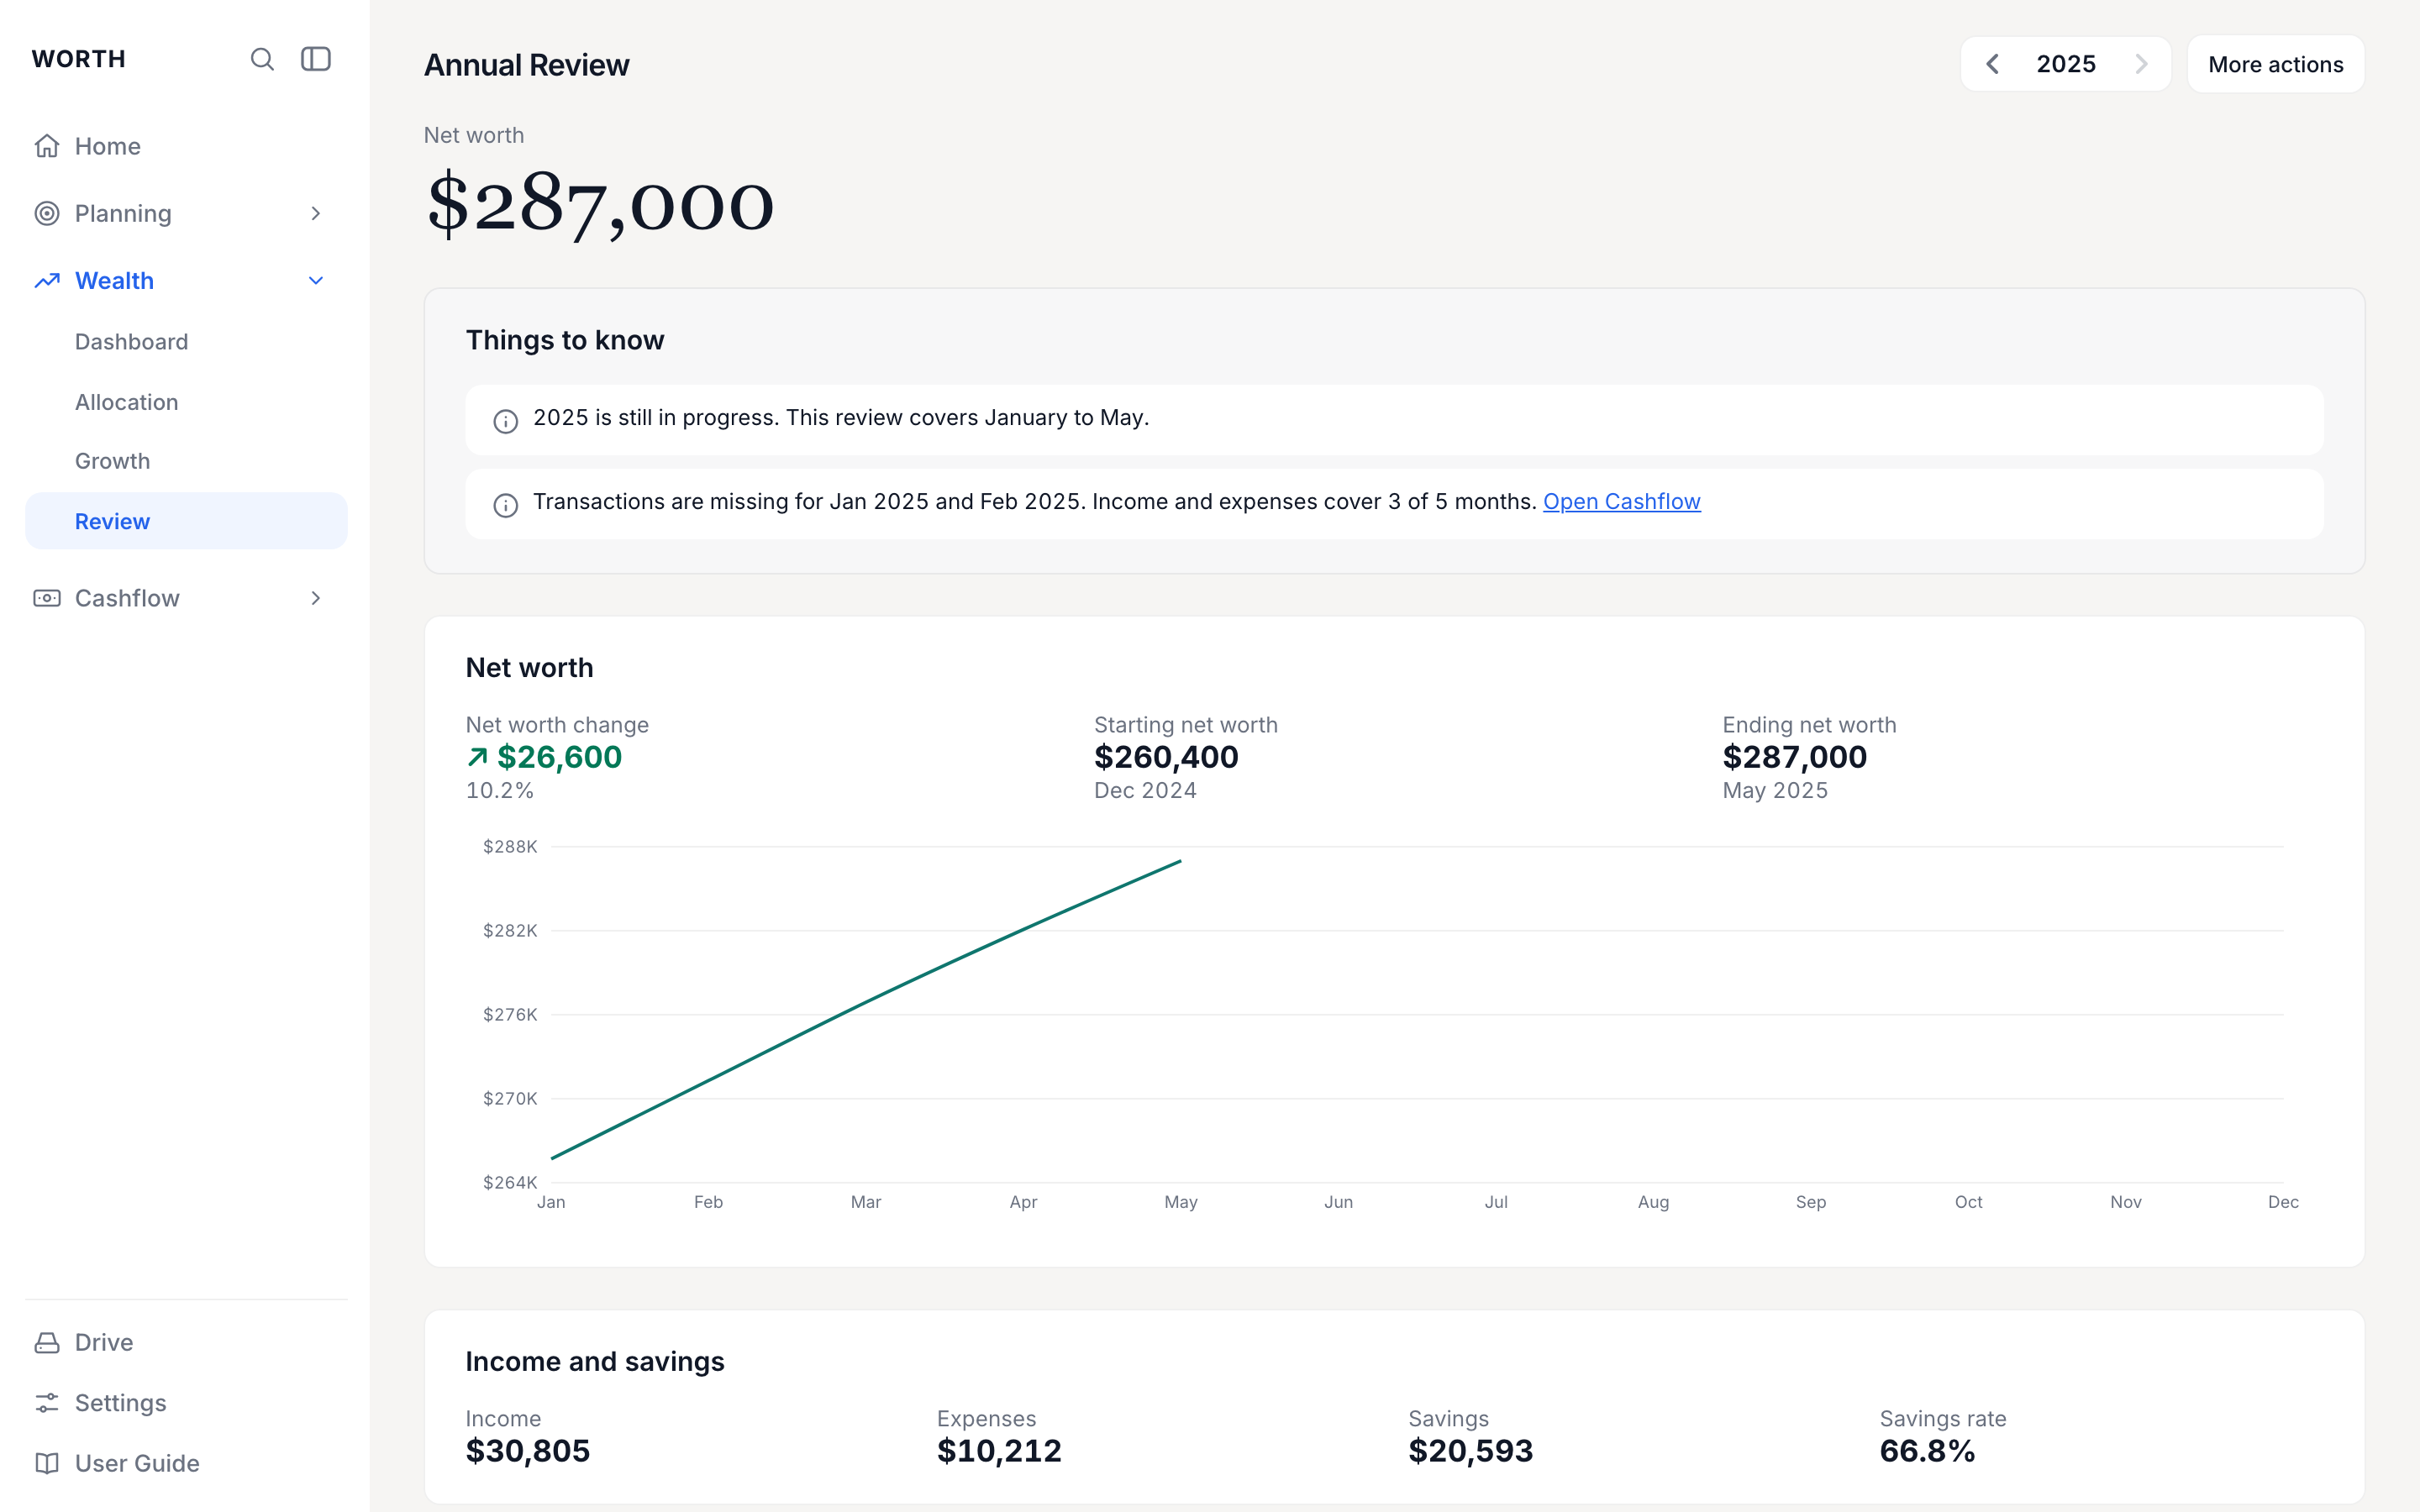 WORTH
Home
Planning
Wealth
Dashboard
Allocation
Growth
Review
Cashflow
Drive
Settings
User Guide
Annual Review
2025
More actions
Net worth
$287,000
Things to know
2025 is still in progress. This review covers January to May.
Transactions are missing for Jan 2025 and Feb 2025. Income and expenses cover 3 of 5 months. Open Cashflow
Net worth
Net worth change
$26,600
10.2%
Starting net worth
$260,400
Dec 2024
Ending net worth
$287,000
May 2025
$288K
$282K
$276K
$270K
$264K
Jan Feb Mar Apr May Jun Jul Aug Sep Oct Nov Dec
Income and savings
Income
$30,805
Expenses
$10,212
Savings
$20,593
Savings rate
66.8%